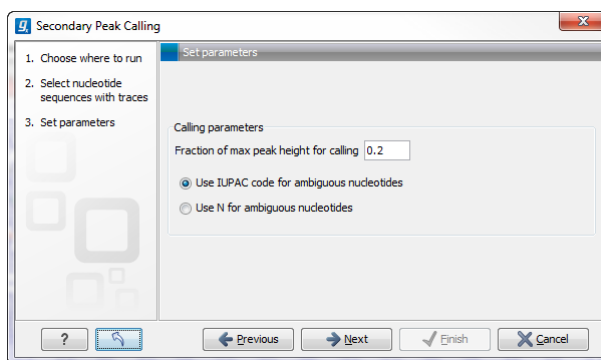 Secondary Peak Calling
1. Choose where to run
2. Select nucleotide
sequences with traces
3. Set parameters
Set parameters
Calling parameters
Fraction of max peak height for calling 0.2
Use IUPAC code for ambiguous nucleotides
Use N for ambiguous nucleotides
? Previous Next Finish Cancel